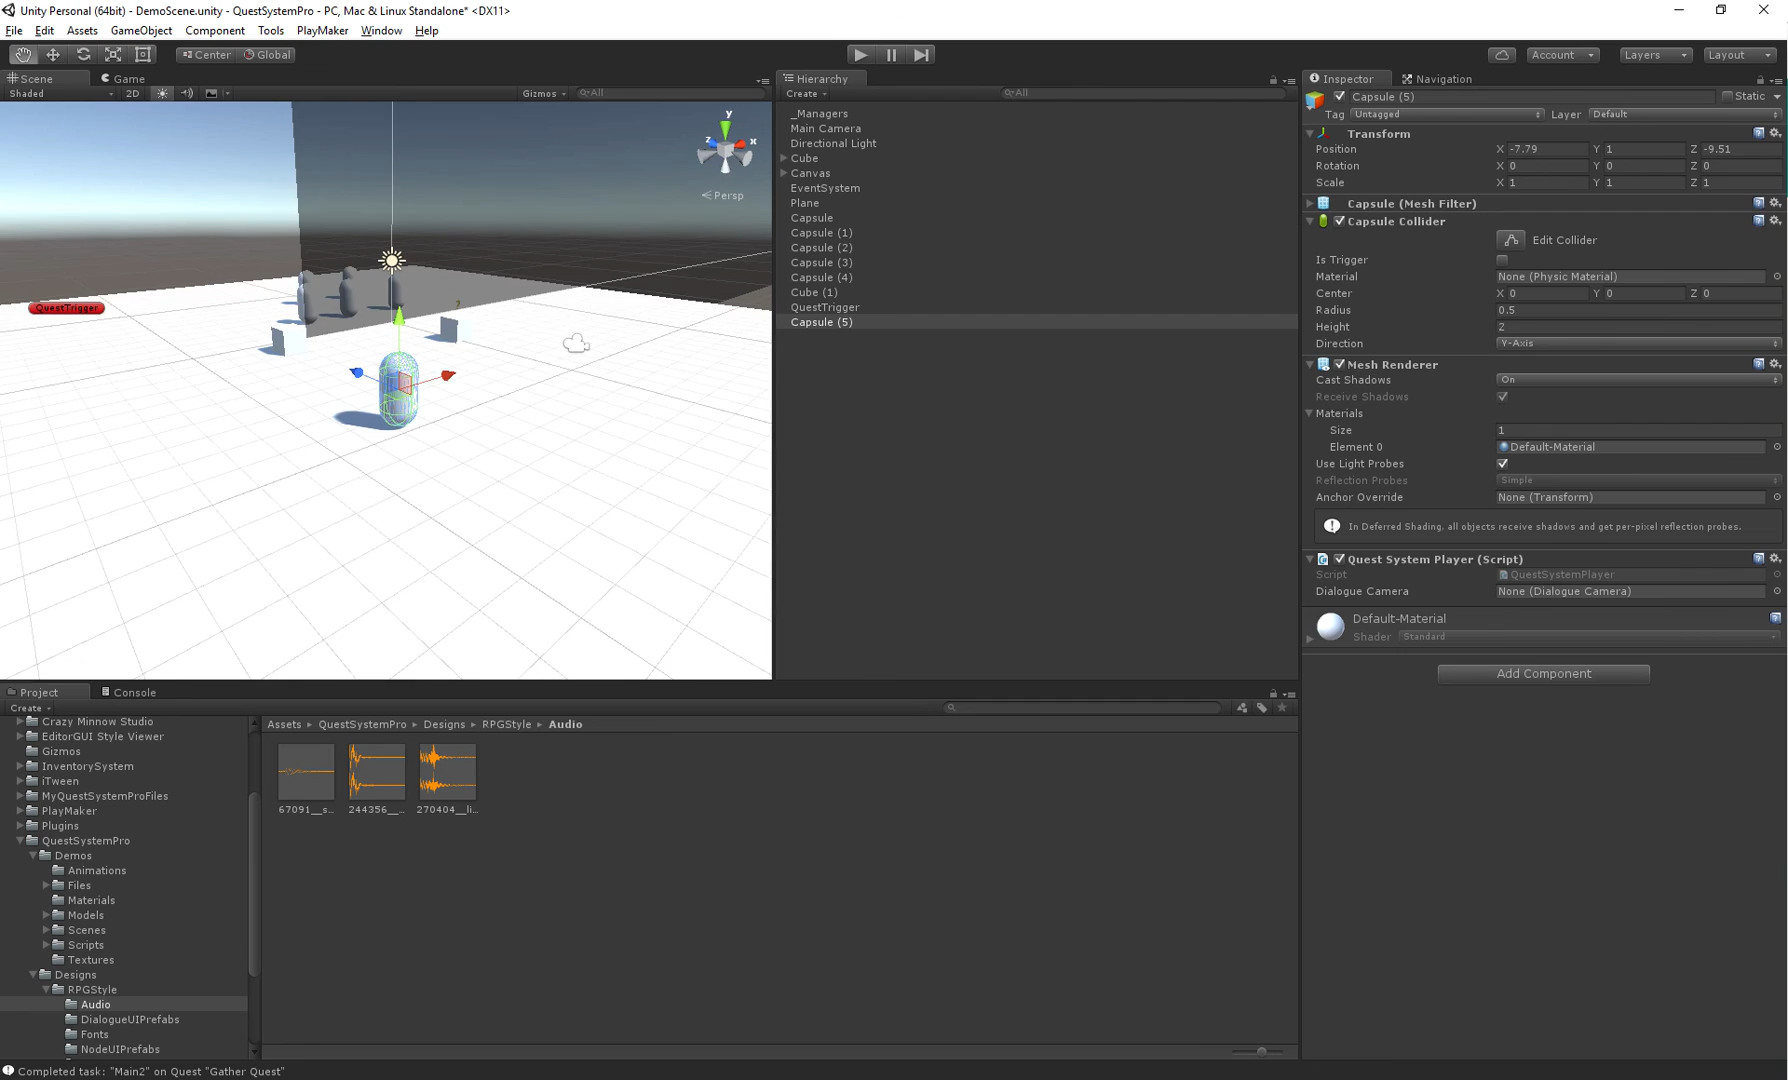 Unity Personal (64bit) - DemoScene.unity - QuestSystemPro - PC, Mac & Linux Standalone* <DX11>
File Edit Assets GameObject Component Tools PlayMaker Window Help
Center Global Account Layers Layout
Scene Game
Shaded 2D Gizmos All
y
z x
Persp
QuestTrigger
?
Hierarchy
Create All
_Managers
Main Camera
Directional Light
Cube
Canvas
EventSystem
Plane
Capsule
Capsule (1)
Capsule (2)
Capsule (3)
Capsule (4)
Cube (1)
QuestTrigger
Capsule (5)
Inspector Navigation
Capsule (5) Static
Tag Untagged Layer Default
Transform
Position X -7.79 Y 1 Z -9.51
Rotation X 0 Y 0 Z 0
Scale X 1 Y 1 Z 1
Capsule (Mesh Filter)
Capsule Collider
Edit Collider
Is Trigger
Material None (Physic Material)
Center X 0 Y 0 Z 0
Radius 0.5
Height 2
Direction Y-Axis
Mesh Renderer
Cast Shadows On
Receive Shadows
Materials
Size 1
Element 0 Default-Material
Use Light Probes
Reflection Probes Simple
Anchor Override None (Transform)
In Deferred Shading, all objects receive shadows and get per-pixel reflection probes.
Quest System Player (Script)
Script QuestSystemPlayer
Dialogue Camera None (Dialogue Camera)
Default-Material
Shader Standard
Add Component
Project Console
Create
Crazy Minnow Studio
EditorGUI Style Viewer
Gizmos
InventorySystem
iTween
MyQuestSystemProFiles
PlayMaker
Plugins
QuestSystemPro
Demos
Animations
Files
Materials
Models
Scenes
Scripts
Textures
Designs
RPGStyle
Audio
DialogueUIPrefabs
Fonts
NodeUIPrefabs
Assets QuestSystemPro Designs RPGStyle Audio
67091__s... 244356__... 270404__li...
Completed task: "Main2" on Quest "Gather Quest"